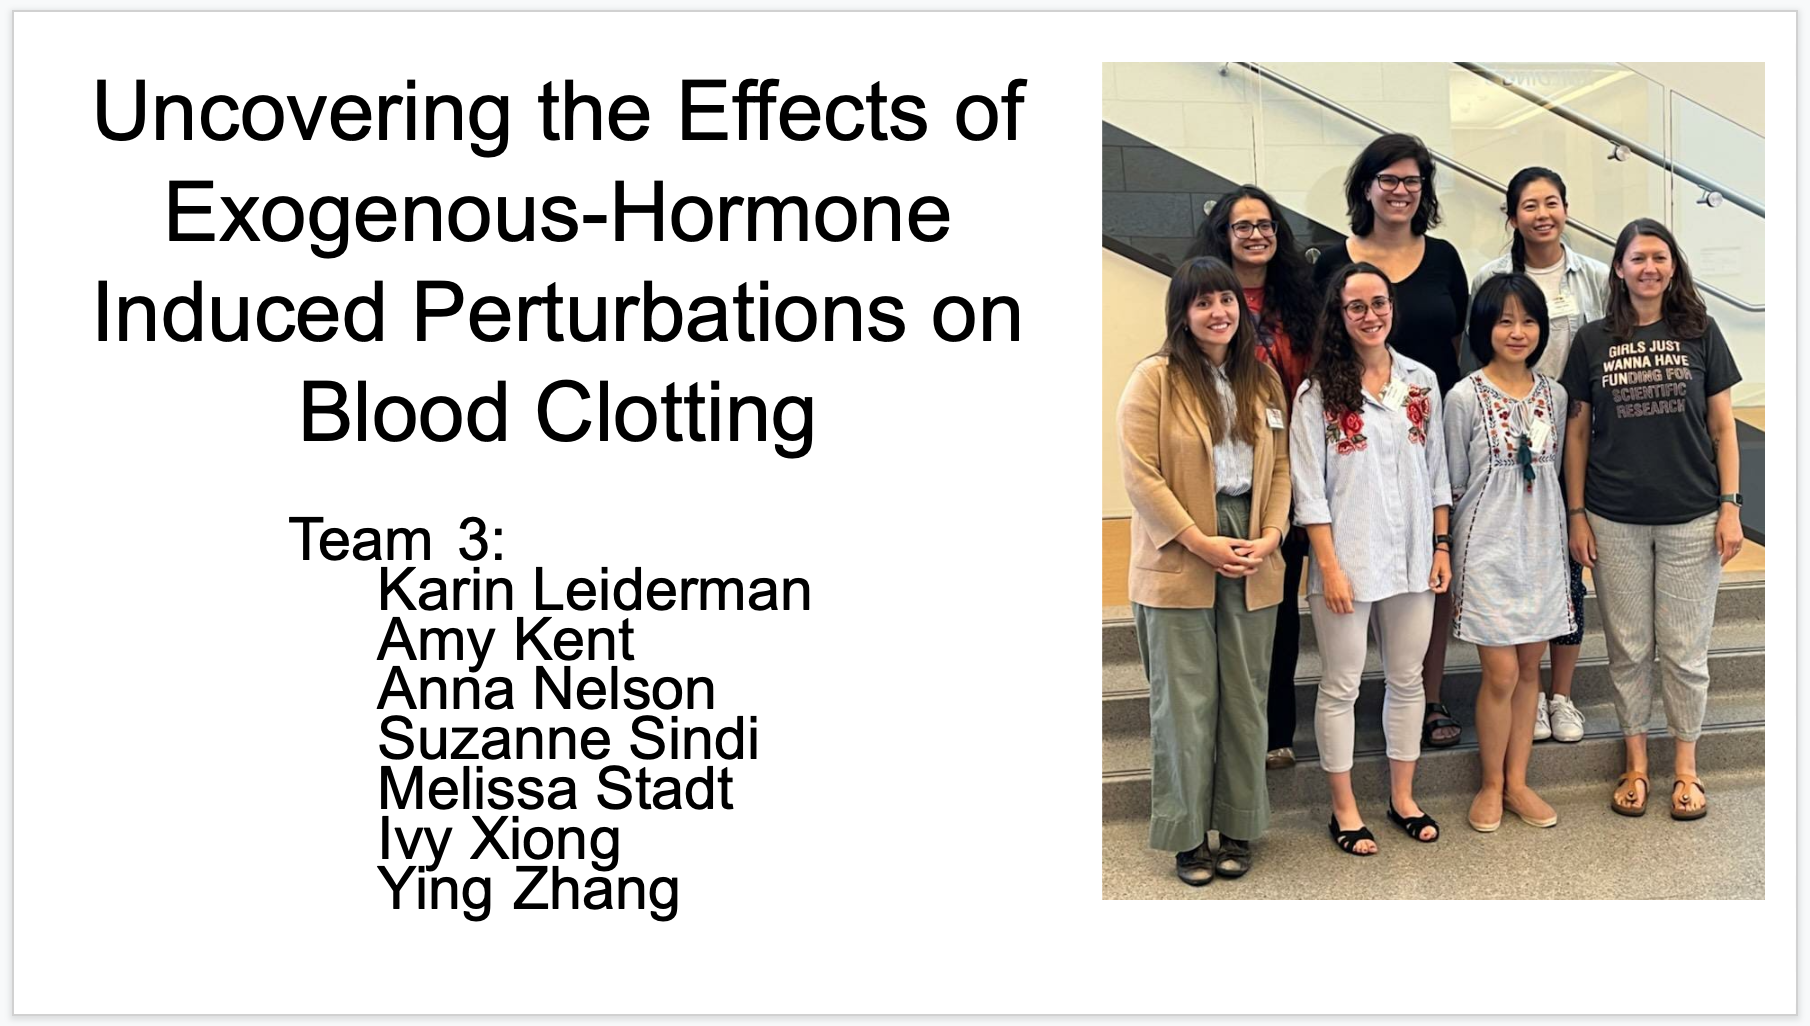 Uncovering the Effects of
Exogenous-Hormone
Induced Perturbations on
Blood Clotting
Team 3:
Karin Leiderman
Amy Kent
Anna Nelson
Suzanne Sindi
Melissa Stadt
Ivy Xiong
Ying Zhang
GIRLS JUST
WANNA HAVE
FUNDING FOR
SCIENTIFIC
RESEARCH